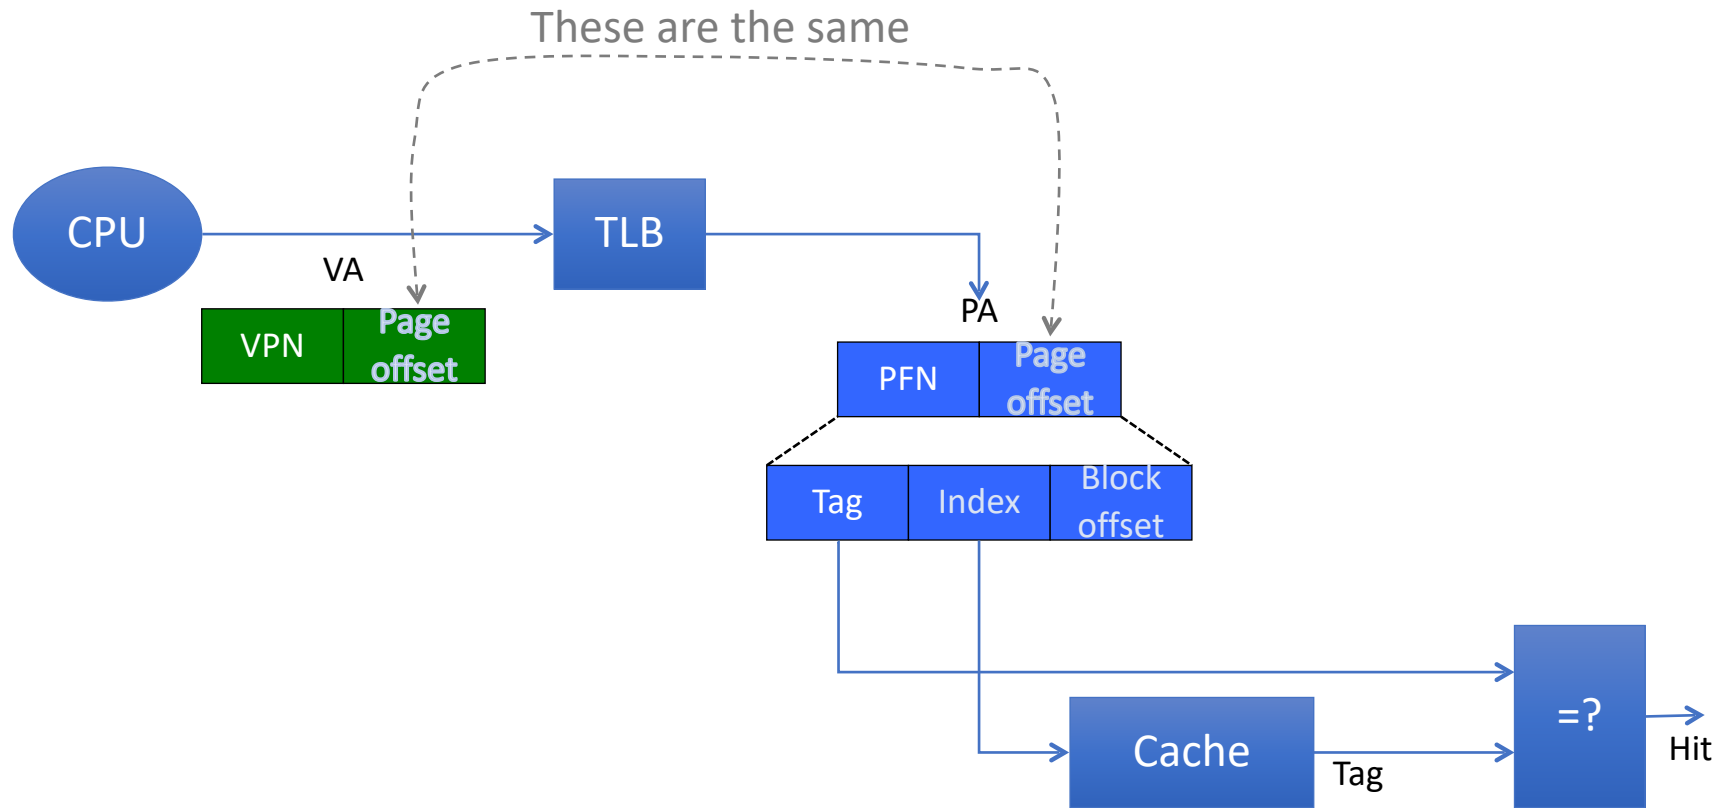 These are the same
CPU
TLB
VA
PA
VPN
Page
offset
PFN
Page
offset
Tag
Index
Block
offset
=?
Cache
Tag
Hit